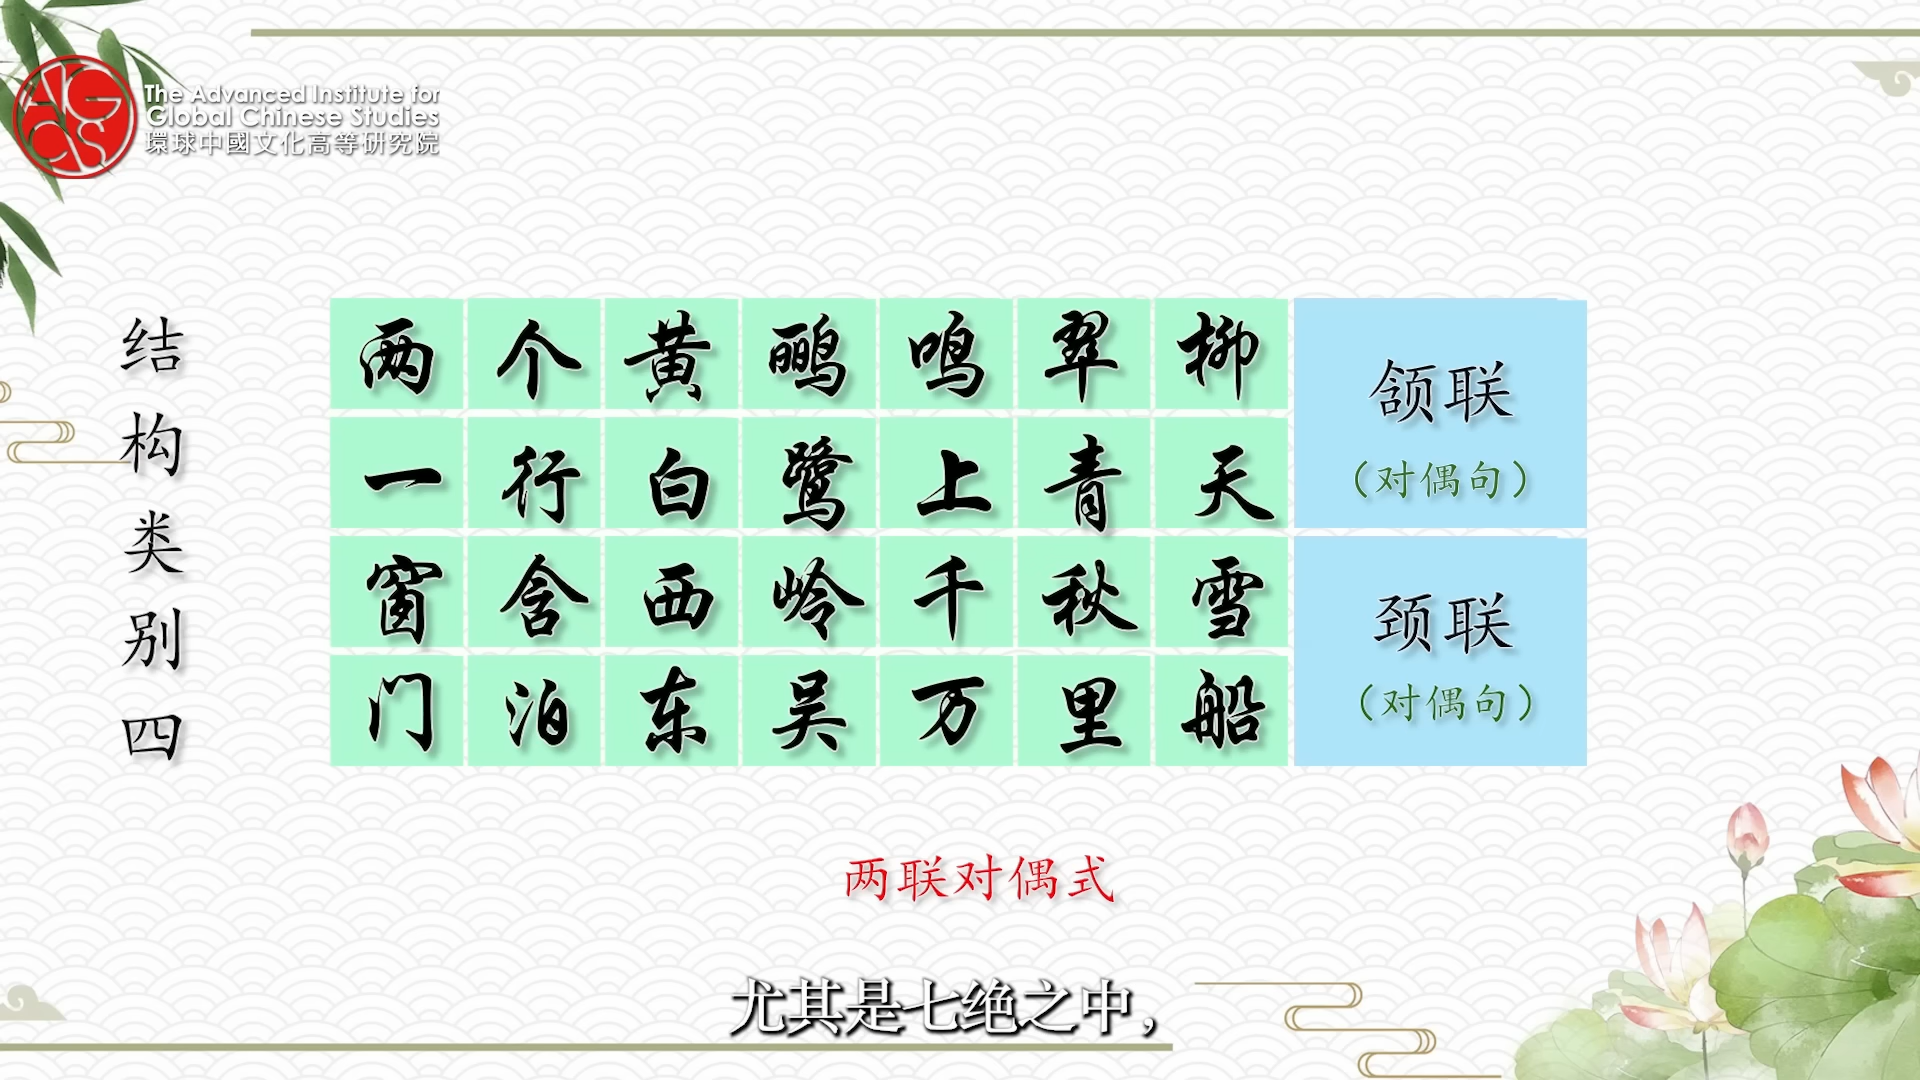 The Advanced Institute for
Global Chinese Studies
環球中國文化高等研究院
结构类别四
两个黄鹂鸣翠柳
一行白鹭上青天
颔联
（对偶句）
窗含西岭千秋雪
门泊东吴万里船
颈联
（对偶句）
两联对偶式
尤其是七绝之中，